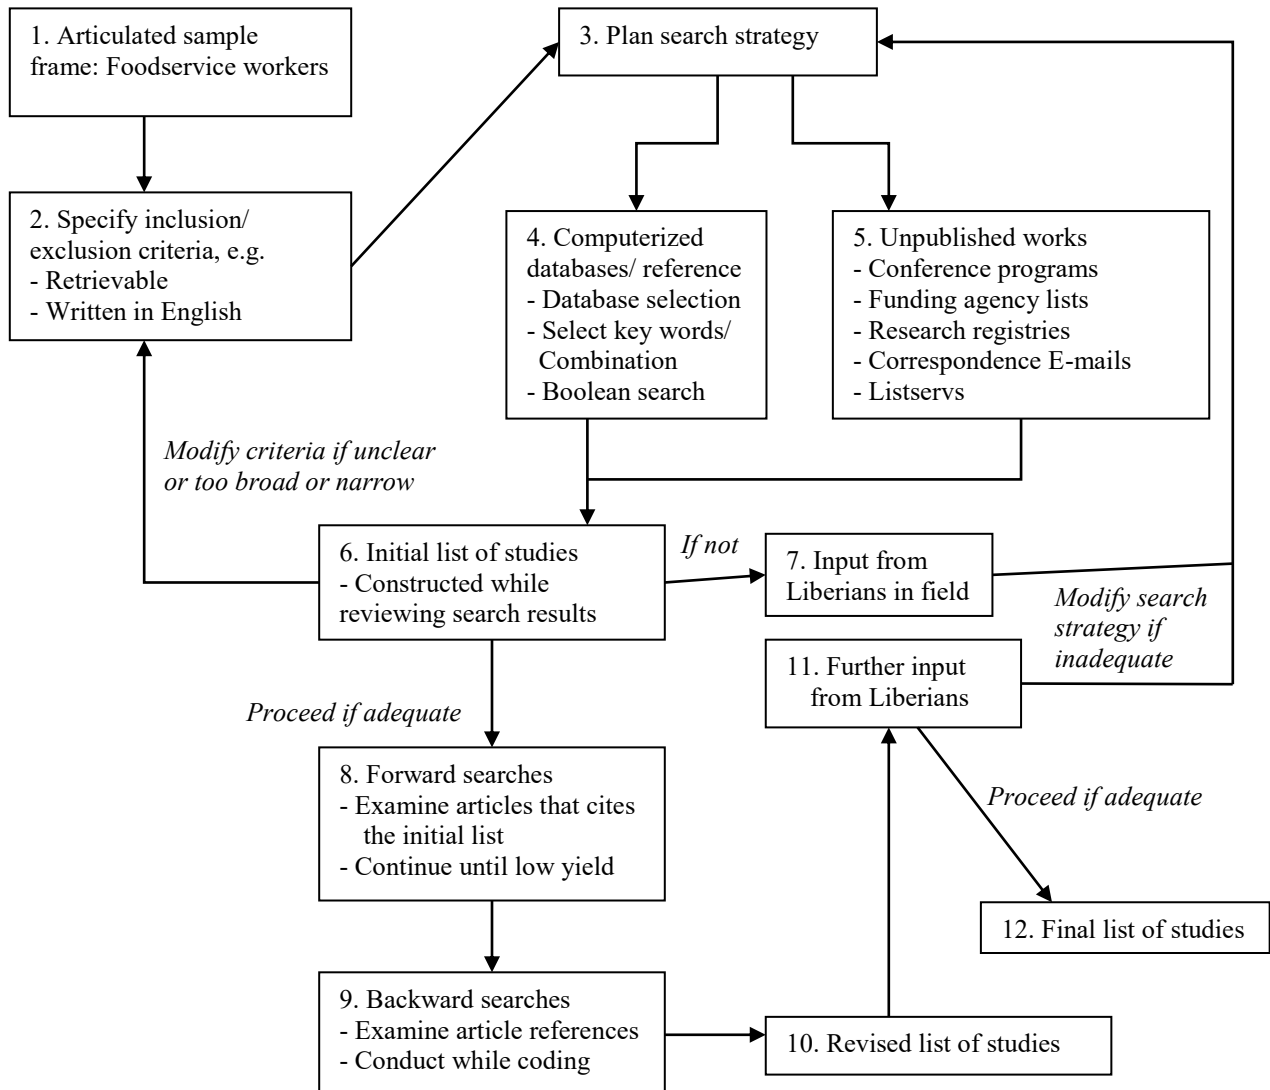 1. Articulated sample
frame: Foodservice workers
2. Specify inclusion/
exclusion criteria, e.g.
- Retrievable
- Written in English
3. Plan search strategy
4. Computerized
databases/ reference
- Database selection
- Select key words/
Combination
- Boolean search
5. Unpublished works
- Conference programs
- Funding agency lists
- Research registries
- Correspondence E-mails
- Listservs
Modify criteria if unclear
or too broad or narrow
6. Initial list of studies
- Constructed while
reviewing search results
If not
7. Input from
Liberians in field
Modify search
strategy if
inadequate
Proceed if adequate
8. Forward searches
- Examine articles that cites
the initial list
- Continue until low yield
9. Backward searches
- Examine article references
- Conduct while coding
10. Revised list of studies
11. Further input
from Liberians
Proceed if adequate
12. Final list of studies